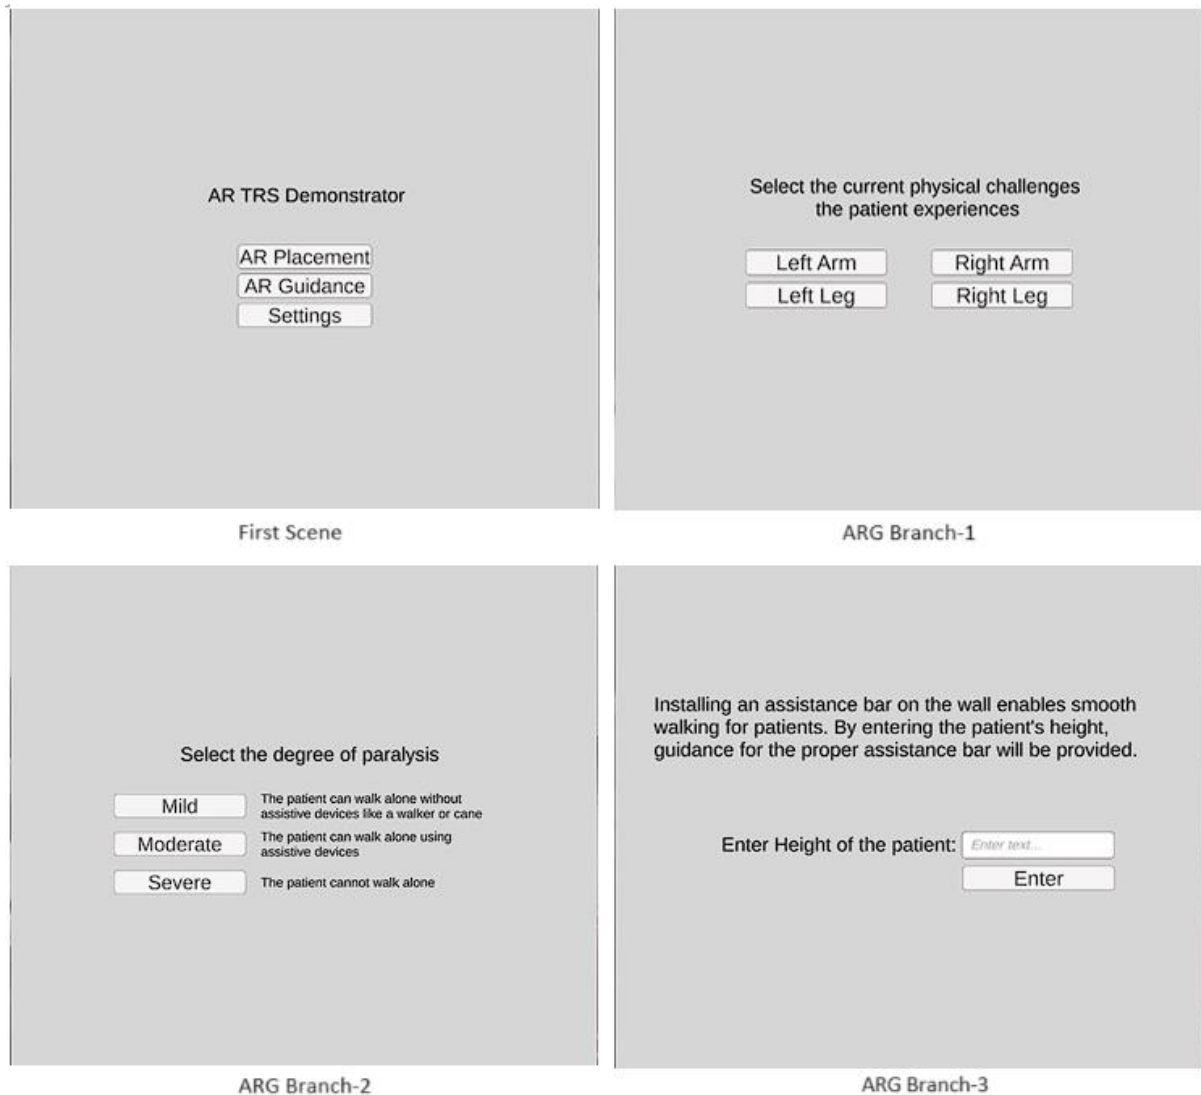 AR TRS Demonstrator
AR Placement
AR Guidance
Settings
First Scene
Select the current physical challenges
the patient experiences
Left Arm
Right Arm
Left Leg
Right Leg
ARG Branch-1
Select the degree of paralysis
Mild
The patient can walk alone without
assistive devices like a walker or cane
Moderate
The patient can walk alone using
assistive devices
Severe
The patient cannot walk alone
ARG Branch-2
Installing an assistance bar on the wall enables smooth
walking for patients. By entering the patient's height,
guidance for the proper assistance bar will be provided.
Enter Height of the patient:
Enter text...
Enter
ARG Branch-3